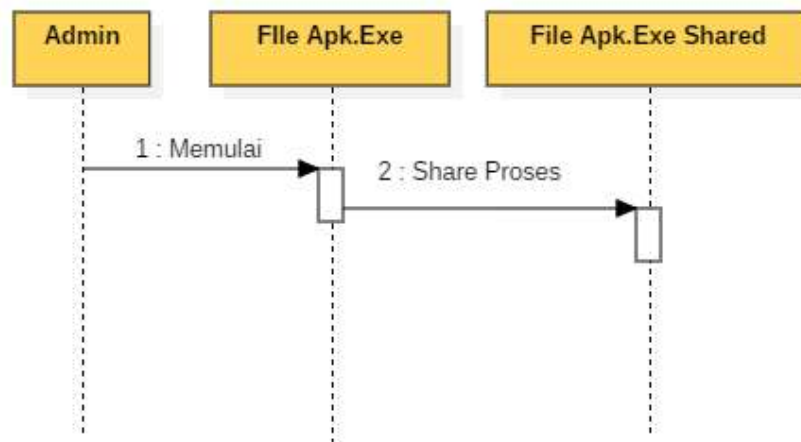 Admin
FIle Apk.Exe
File Apk.Exe Shared
1 : Memulai
2 : Share Proses